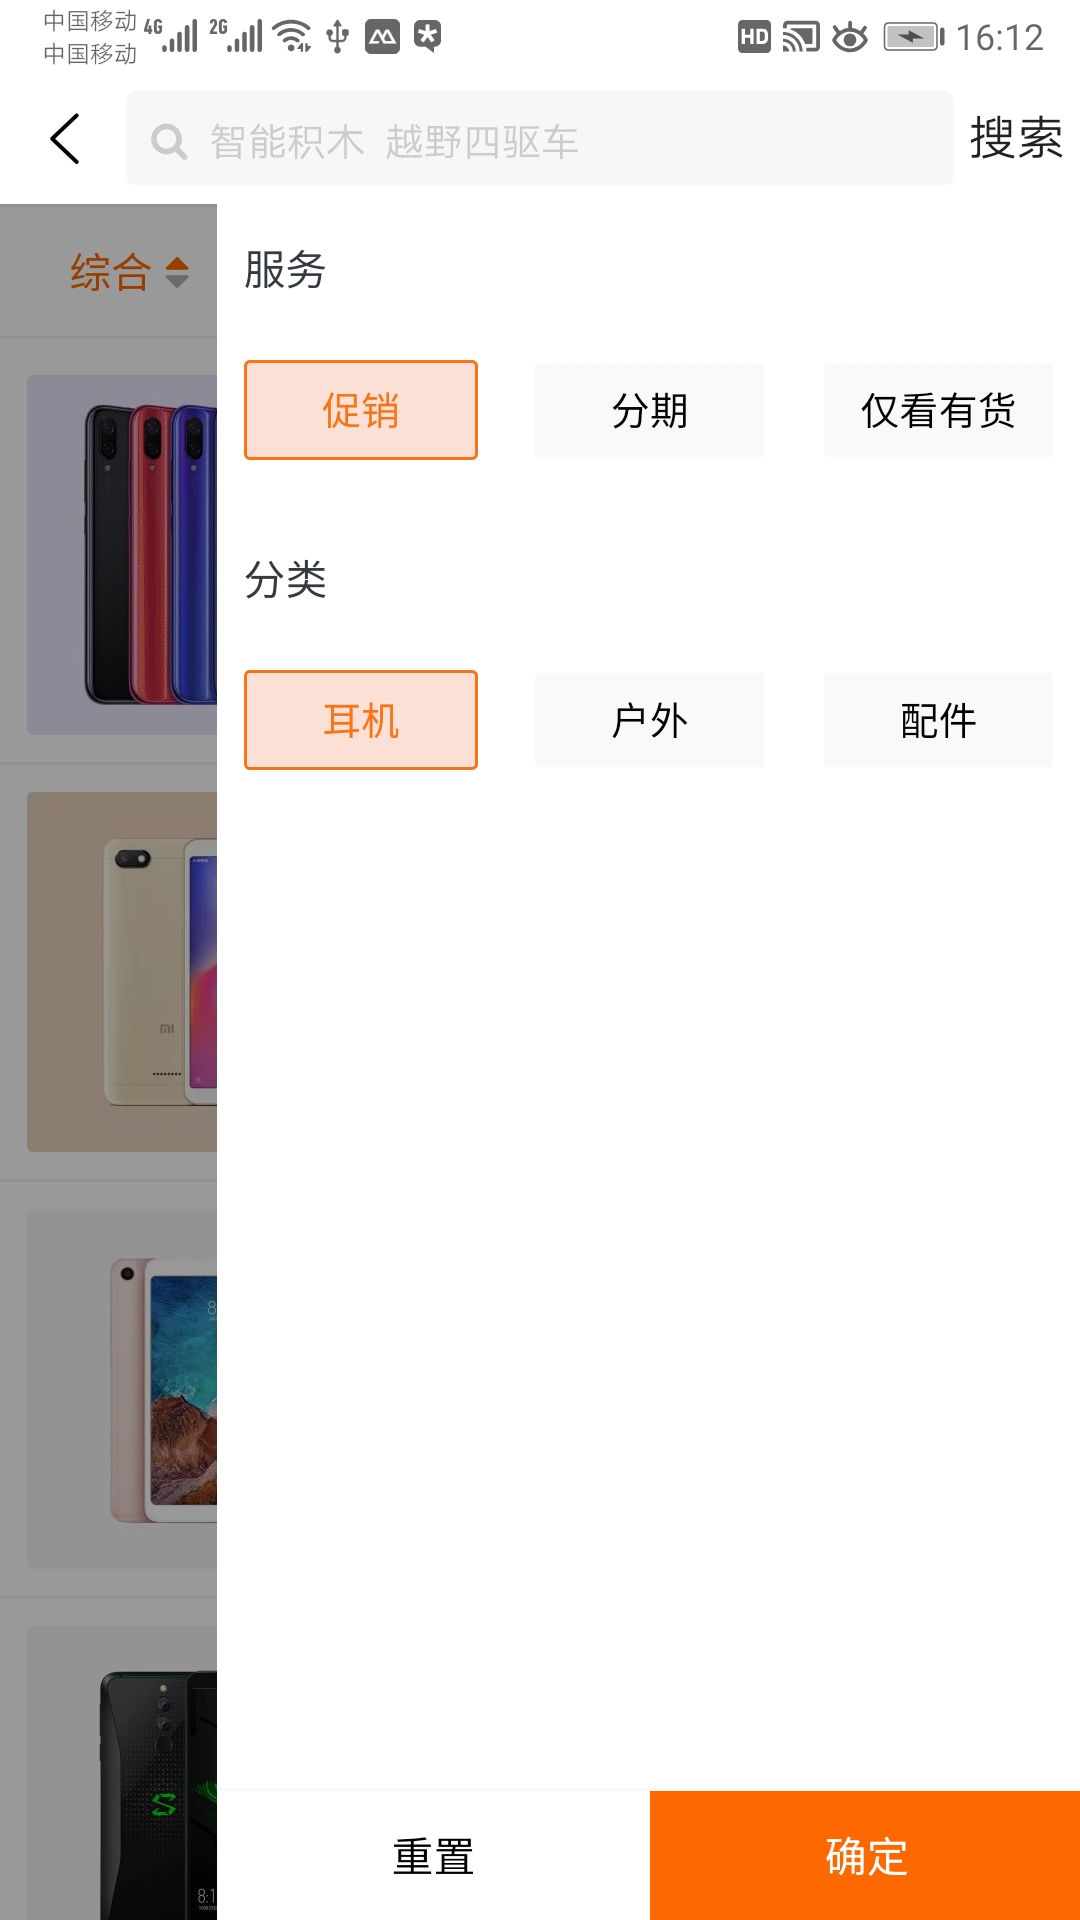 中国移动 4G 2G HD 16:12
中国移动
智能积木 越野四驱车 搜索
综合
服务
促销 分期 仅看有货
分类
耳机 户外 配件
重置 确定